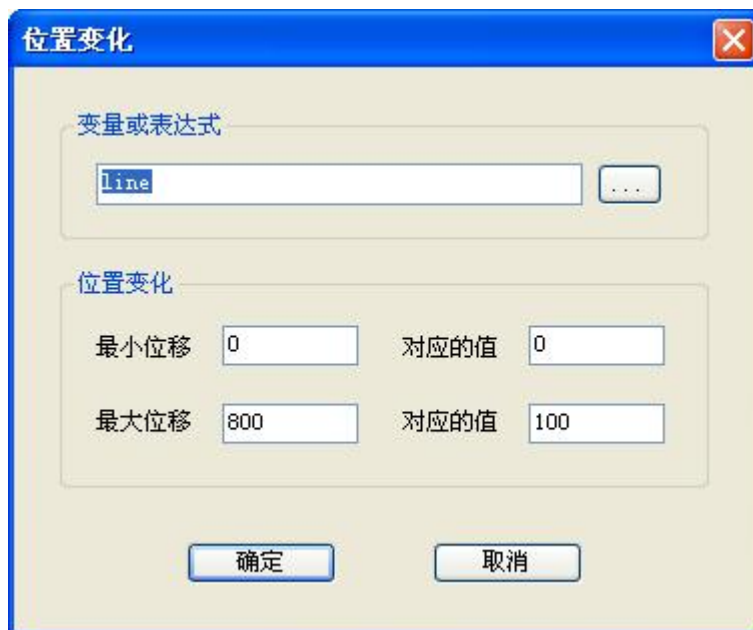 位置变化
变量或表达式
line ...
位置变化
最小位移 0 对应的值 0
最大位移 800 对应的值 100
确定 取消